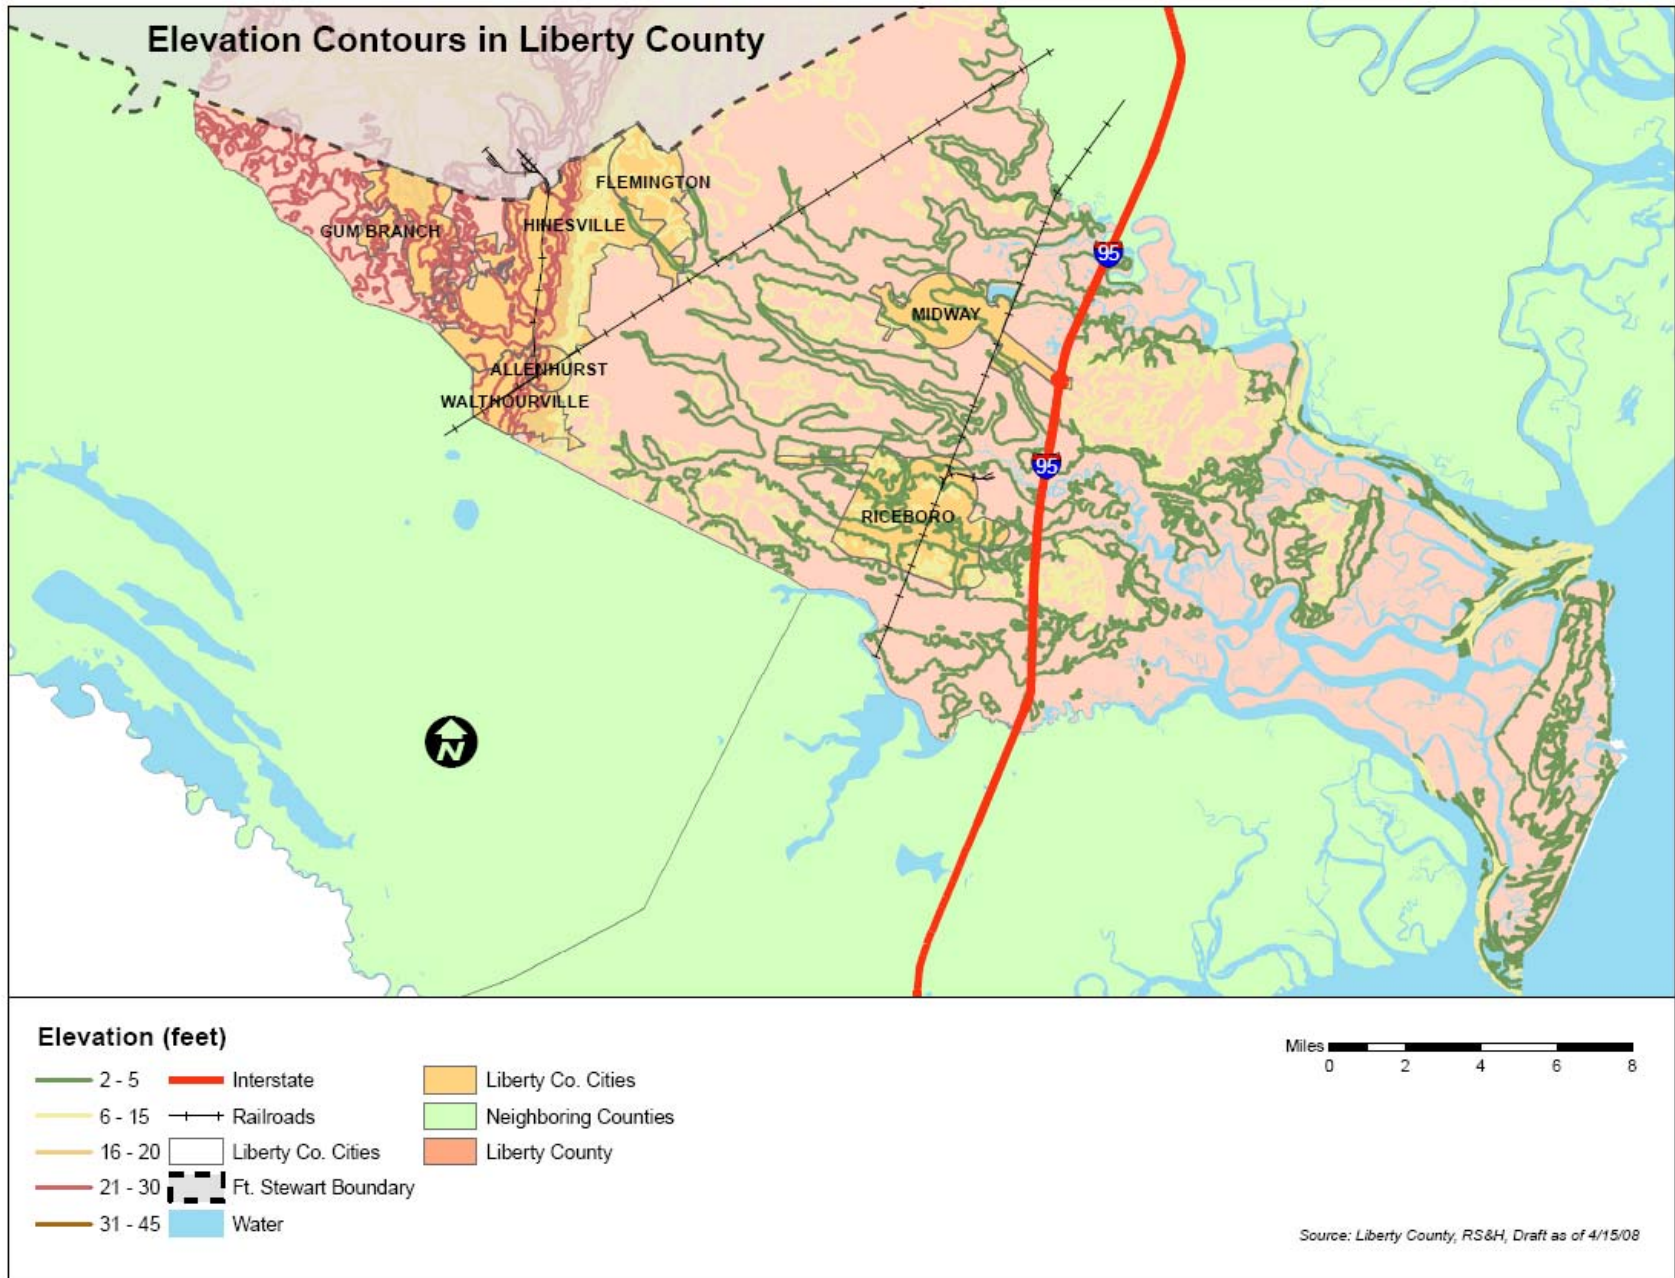 Elevation Contours in Liberty County
FLEMINGTON
GUM BRANCH
HINESVILLE
95
MIDWAY
ALLENHURST
WALTHOURVILLE
95
RICEBORO
N
Elevation (feet)
2 - 5
Interstate
Liberty Co. Cities
6 - 15
Railroads
Neighboring Counties
16 - 20
Liberty Co. Cities
Liberty County
21 - 30
Ft. Stewart Boundary
31 - 45
Water
Miles
0 2 4 6 8
Source: Liberty County, RS&H, Draft as of 4/15/08